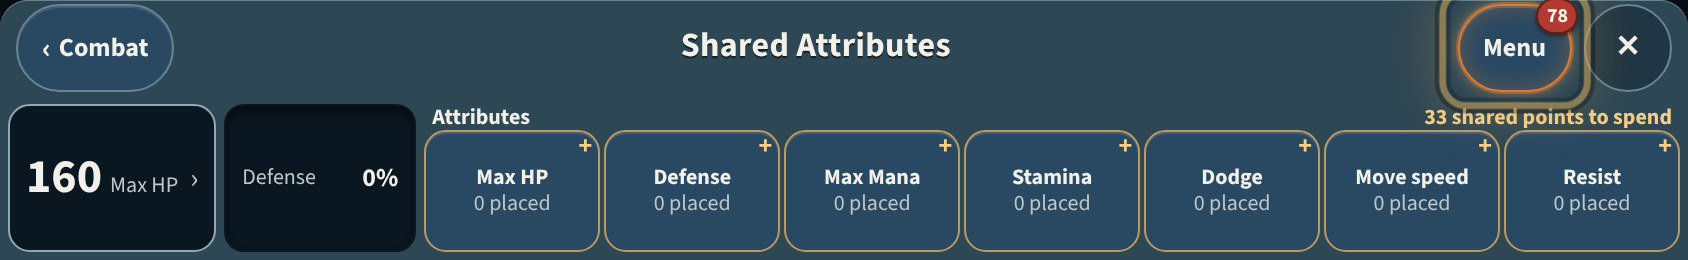 ‹ Combat
Shared Attributes
Menu
78
✕
160 Max HP ›
Defense 0%
Attributes
33 shared points to spend
+
Max HP
0 placed
+
Defense
0 placed
+
Max Mana
0 placed
+
Stamina
0 placed
+
Dodge
0 placed
+
Move speed
0 placed
+
Resist
0 placed